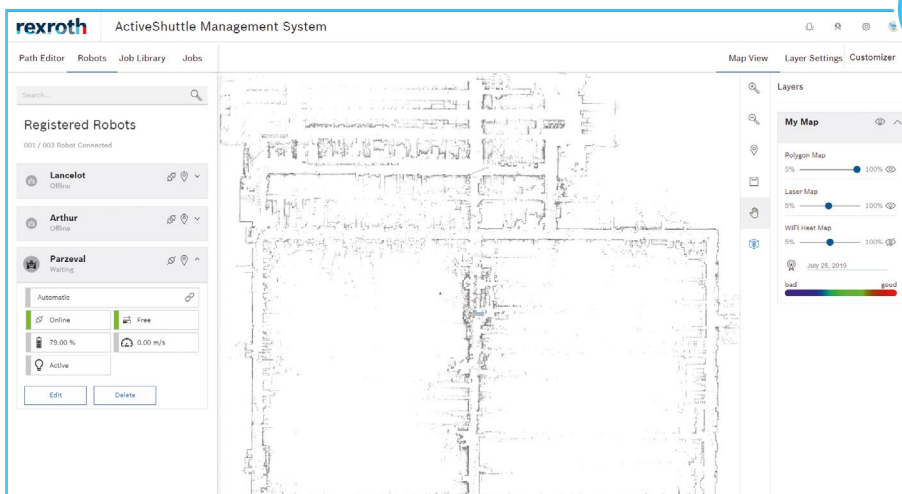 rexroth ActiveShuttle Management System
Path Editor Robots Job Library Jobs Map View Layer Settings Customizer
Search...
Registered Robots
001 / 003 Robot Connected
Lancelot
Offline
Arthur
Offline
Parzeval
Waiting
Automatic
Online Free
79.00 % 0.00 m/s
Active
Edit Delete
Layers
My Map
Polygon Map
5% 100%
Laser Map
5% 100%
WIFI Heat Map
5% 100%
July 25, 2019
bad good